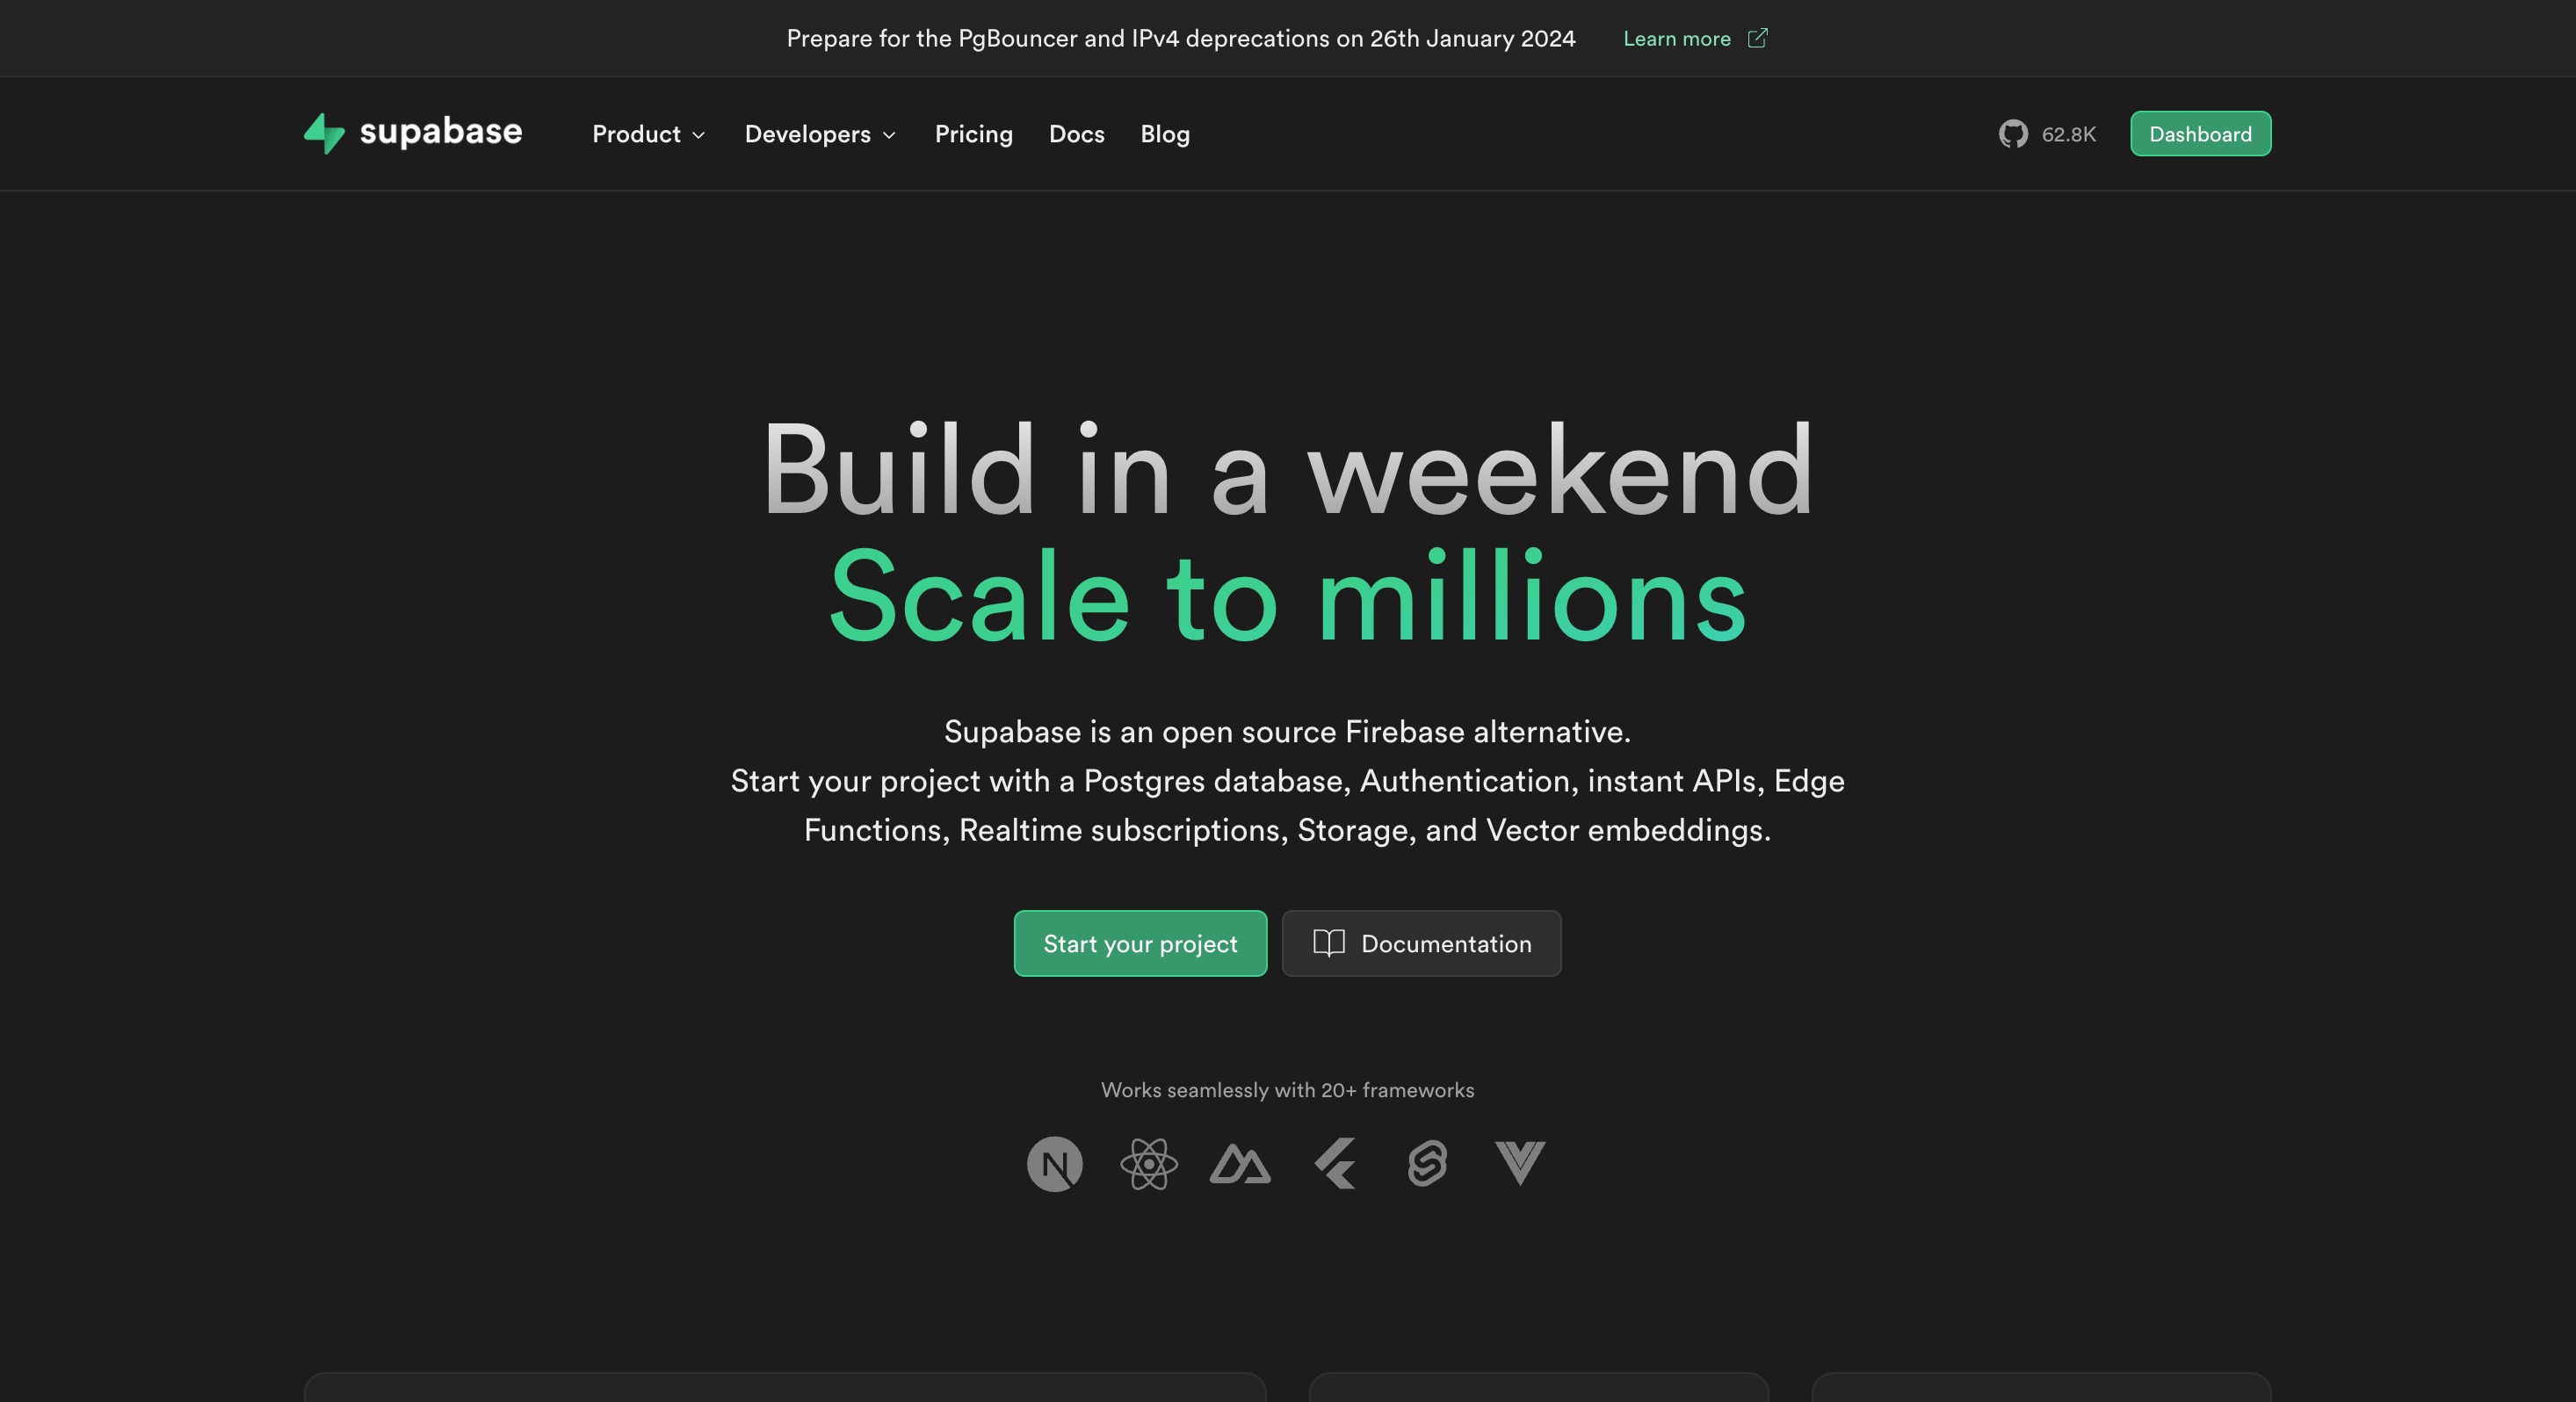 Prepare for the PgBouncer and IPv4 deprecations on 26th January 2024 Learn more
supabase Product Developers Pricing Docs Blog 62.8K Dashboard
Build in a weekend
Scale to millions
Supabase is an open source Firebase alternative.
Start your project with a Postgres database, Authentication, instant APIs, Edge
Functions, Realtime subscriptions, Storage, and Vector embeddings.
Start your project Documentation
Works seamlessly with 20+ frameworks
N